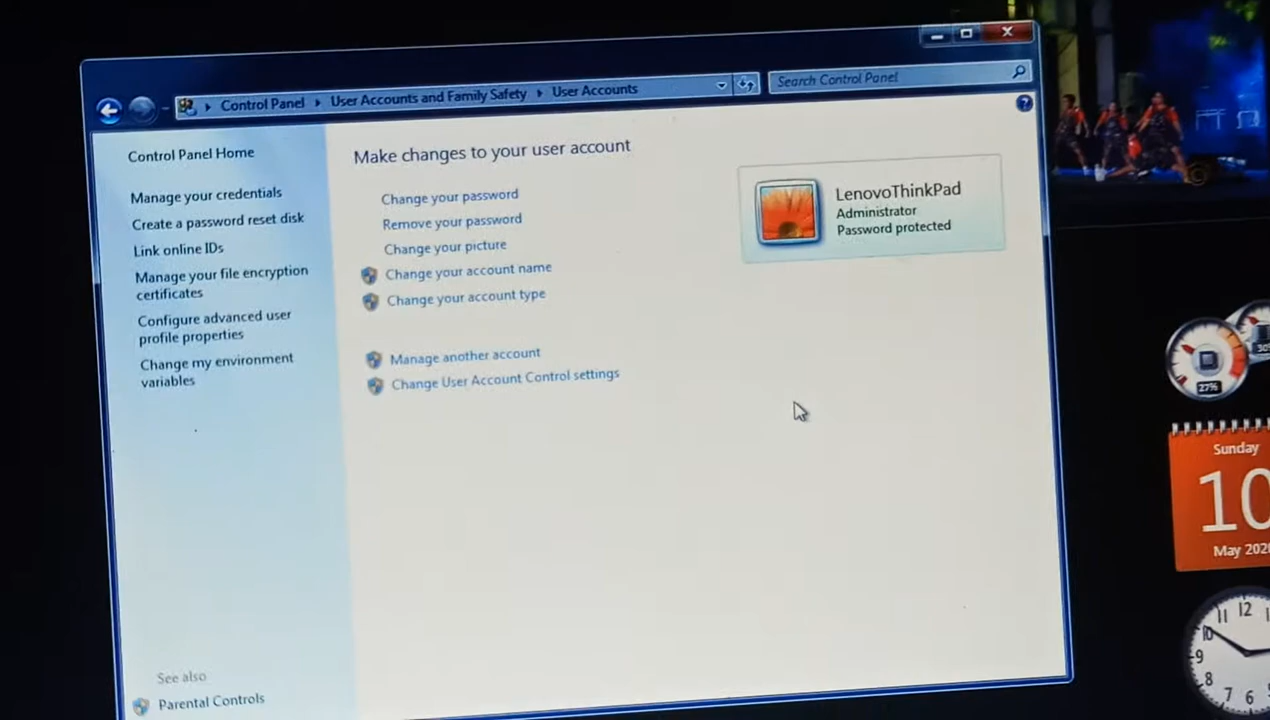 Control Panel
User Accounts and Family Safety
User Accounts
Search Control Panel
Control Panel Home
Manage your credentials
Create a password reset disk
Link online IDs
Manage your file encryption
certificates
Configure advanced user
profile properties
Change my environment
variables
See also
Parental Controls
Make changes to your user account
Change your password
Remove your password
Change your picture
Change your account name
Change your account type
Manage another account
Change User Account Control settings
LenovoThinkPad
Administrator
Password protected
27%
Sunday
10
May
12
11
10
9
8
7
6